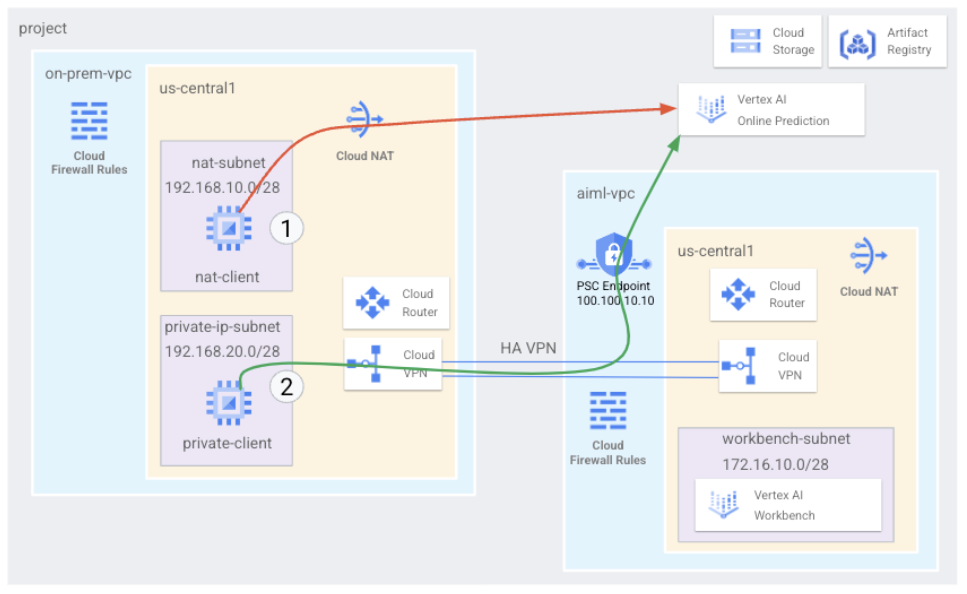 project
Cloud
Storage
Artifact
Registry
on-prem-vpc
us-central1
Cloud
Firewall Rules
Cloud NAT
nat-subnet
192.168.10.0/28
1
nat-client
Vertex AI
Online Prediction
Cloud
Router
private-ip-subnet
192.168.20.0/28
2
private-client
Cloud
VPN
HA VPN
aiml-vpc
PSC Endpoint
100.100.10.10
us-central1
Cloud
Router
Cloud NAT
Cloud
VPN
Cloud
Firewall Rules
workbench-subnet
172.16.10.0/28
Vertex AI
Workbench